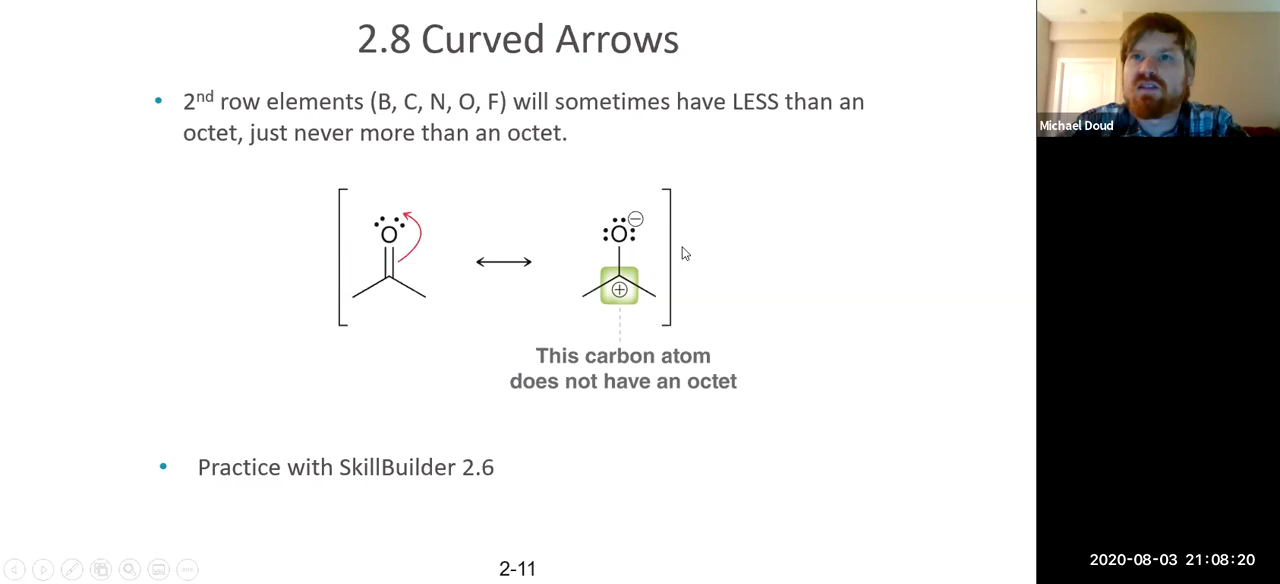 2.8 Curved Arrows
• 2nd row elements (B, C, N, O, F) will sometimes have LESS than an
octet, just never more than an octet.
O
O
This carbon atom
does not have an octet
• Practice with SkillBuilder 2.6
2-11
Michael Doud
2020-08-03 21:08:20